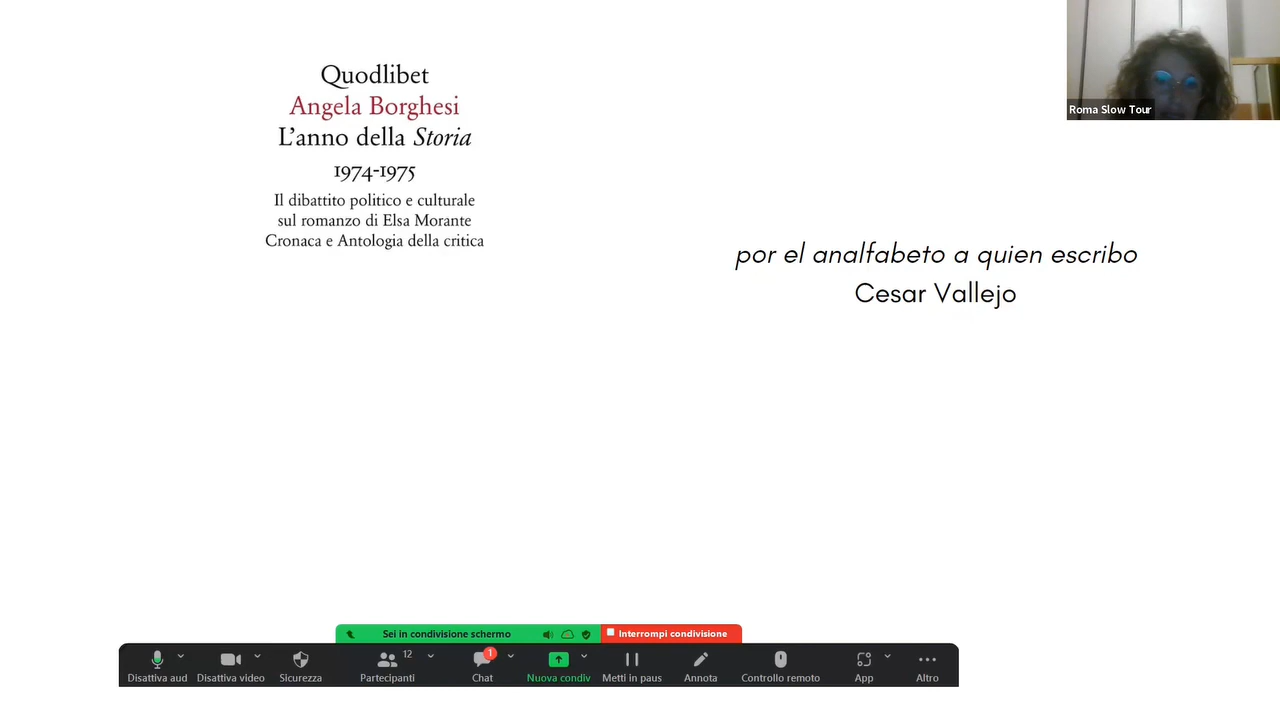 Quodlibet
Angela Borghesi
L'anno della Storia
1974-1975
Il dibattito politico e culturale
sul romanzo di Elsa Morante
Cronaca e Antologia della critica
por el analfabeto a quien escribo
Cesar Vallejo
Roma Slow Tour
Sei in condivisione schermo
Interrompi condivisione
Disattiva aud
Disattiva video
Sicurezza
12
Partecipanti
1
Chat
Nuova condiv
Metti in paus
Annota
Controllo remoto
App
Altro